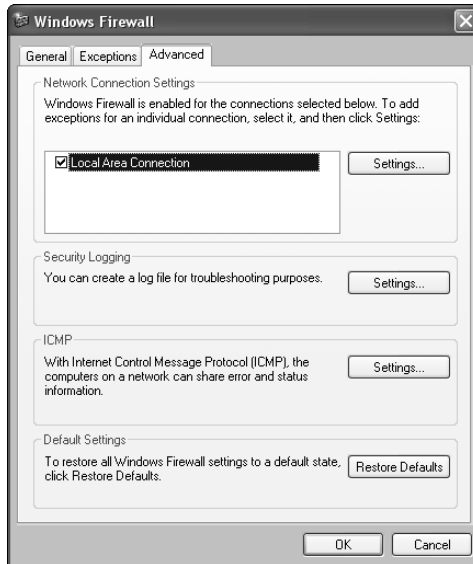 Windows Firewall
General
Exceptions
Advanced
Network Connection Settings
Windows Firewall is enabled for the connections selected below. To add
exceptions for an individual connection, select it, and then click Settings:
Local Area Connection
Settings...
Security Logging
You can create a log file for troubleshooting purposes.
Settings...
ICMP
With Internet Control Message Protocol (ICMP), the
computers on a network can share error and status
information.
Settings...
Default Settings
To restore all Windows Firewall settings to a default state,
click Restore Defaults.
Restore Defaults
OK
Cancel